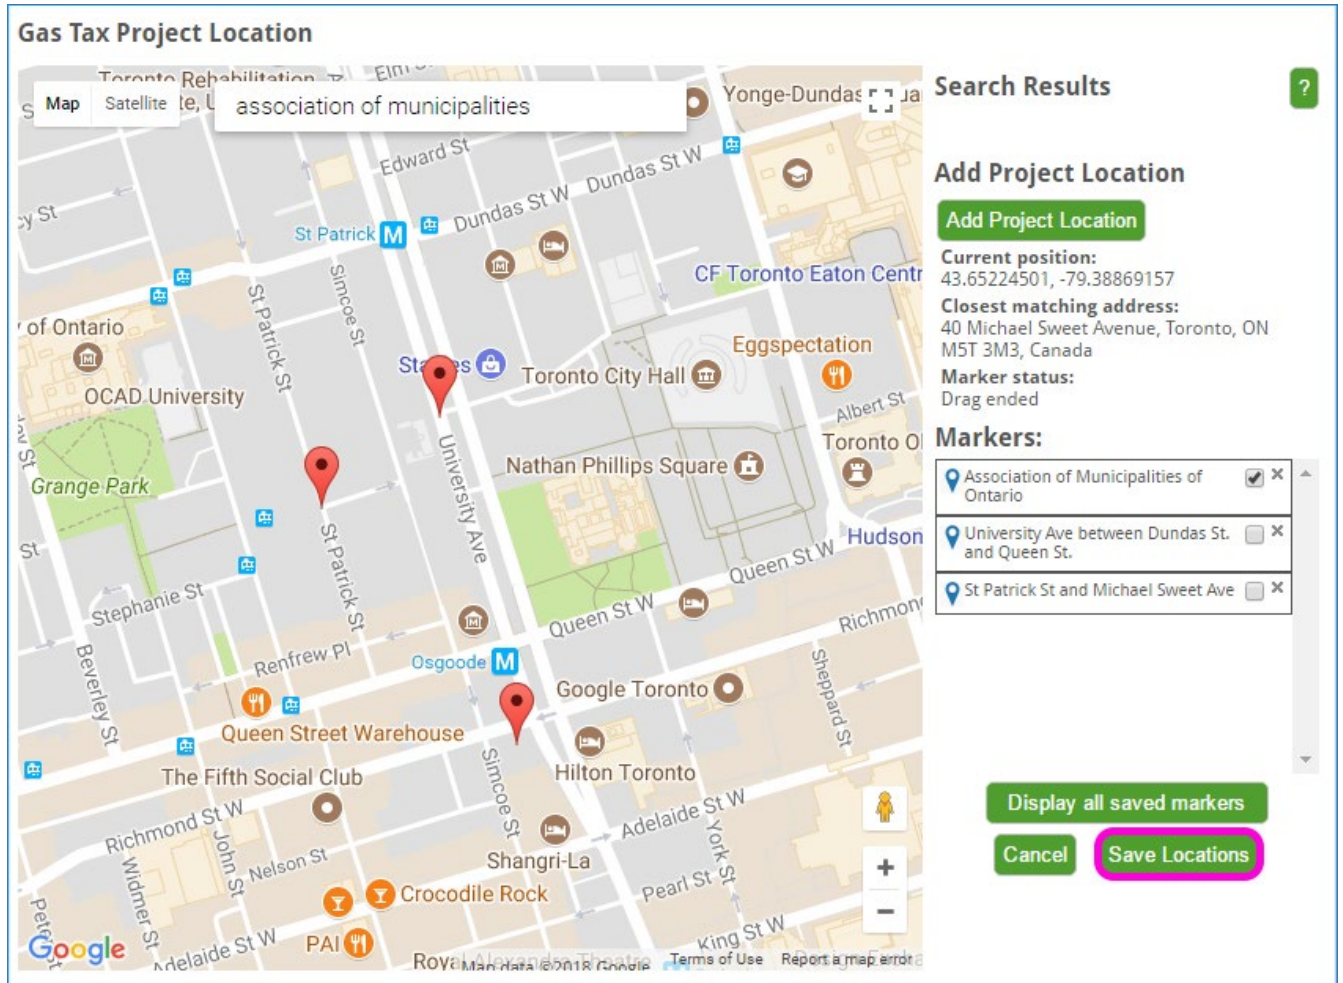 Gas Tax Project Location
Toronto Rehabilitation
Elm
Map
Satellite
association of municipalities
Yonge-Dundas
Search Results
?
Edward St
Dundas St W
Dundas St W
Add Project Location
Add Project Location
St Patrick
M
Current position:
43.65224501, -79.38869157
Closest matching address:
40 Michael Sweet Avenue, Toronto, ON
M5T 3M3, Canada
Marker status:
Drag ended
CF Toronto Eaton Centr
Simcoe St
St Patrick St
of Ontario
OCAD University
Eggspectation
Toronto City Hall
Albert St
Markers:
Association of Municipalities of
Ontario
University Ave between Dundas St.
and Queen St.
St Patrick St and Michael Sweet Ave
Toronto Ol
Nathan Phillips Square
Grange Park
University Ave
St Patrick St
St
Hudson
Queen St W
Queen St W
Stephanie St
Richmond
Renfrew Pl
Osgoode
M
Beverley St
Sheppard St
Google Toronto
Queen Street Warehouse
Simcoe St
Hilton Toronto
The Fifth Social Club
Display all saved markers
Cancel
Save Locations
Richmond St W
John St
Nelson St
Adelaide St W
York St
Shangri-La
Widmer St
Crocodile Rock
Pearl St
PAI
King St W
Google
Adelaide St W
Map data ©2018 Google
Terms of Use
Report a map error